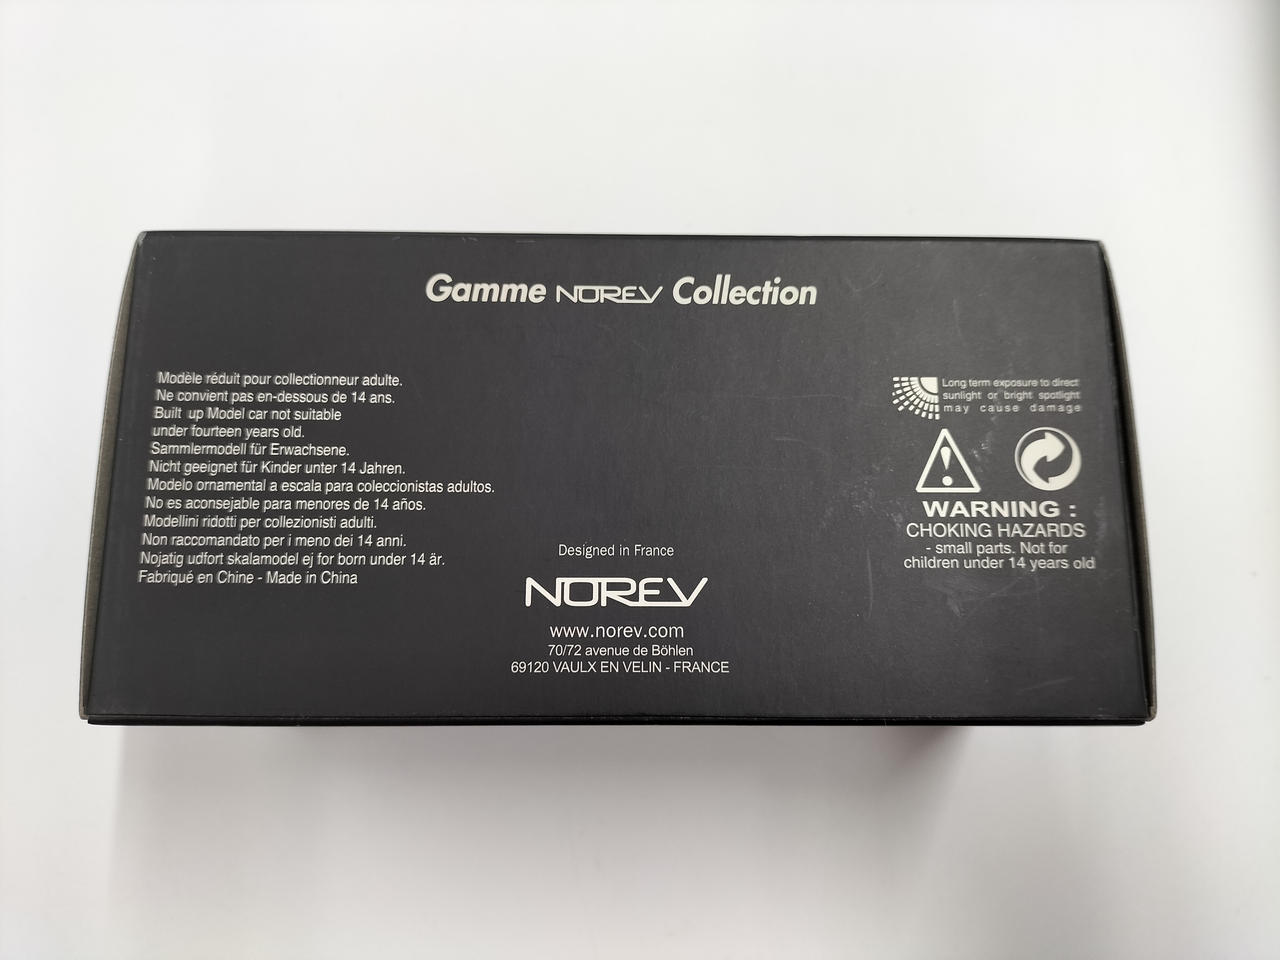 Gamme NOREV Collection
Modèle réduit pour collectionneur adulte.
Ne convient pas en-dessous de 14 ans.
Built up Model car not suitable
under fourteen years old.
Sammlermodell für Erwachsene.
Nicht geeignet für Kinder unter 14 Jahren.
Modelo ornamental a escala para coleccionistas adultos.
No es aconsejable para menores de 14 años.
Modellini ridotti per collezionisti adulti.
Non raccomandato per i meno dei 14 anni.
Nojatig udfort skalamodel ej for born under 14 är.
Fabriqué en Chine - Made in China
Designed in France
NOREV
www.norev.com
70/72 avenue de Böhlen
69120 VAULX EN VELIN - FRANCE
Long term exposure to direct
sunlight or bright spotlight
may cause damage
WARNING :
CHOKING HAZARDS
- small parts. Not for
children under 14 years old